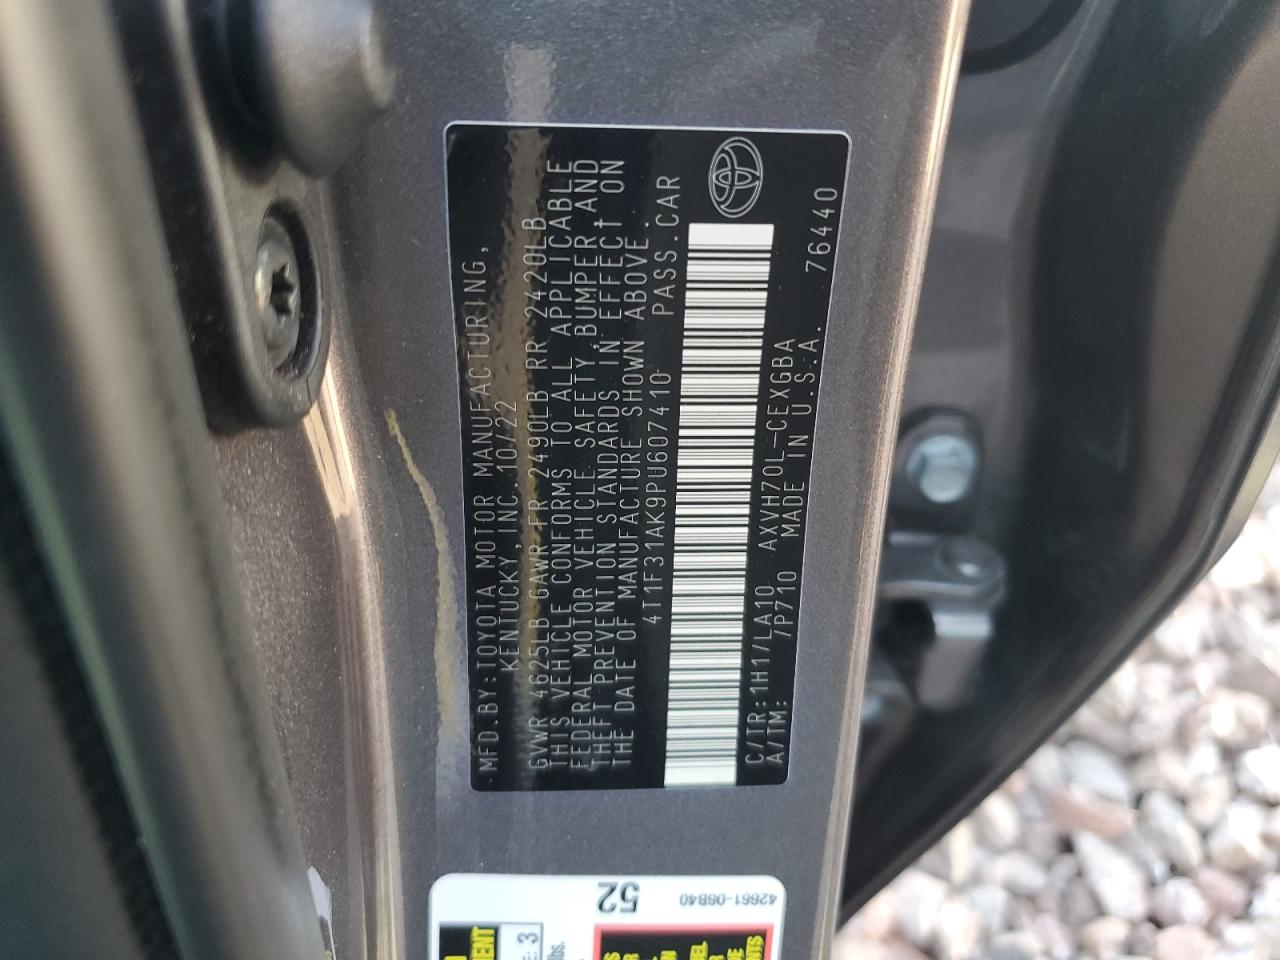 MFD.BY:TOYOTA MOTOR MANUFACTURING,
KENTUCKY,INC. 10/22
GVWR 4625LB GAWR FR 2490LB RR 2420LB
THIS VEHICLE CONFORMS TO ALL APPLICABLE
FEDERAL MOTOR VEHICLE SAFETY,BUMPER AND
THEFT PREVENTION STANDARDS IN EFFECT ON
THE DATE OF MANUFACTURE SHOWN ABOVE.
4T1F31AK9PU607410 PASS.CAR
C/TR:1H1/LA10 AXVH70L-CEXGBA
A/TM: /P710 MADE IN U.S.A. 76440
52
42661-06B40